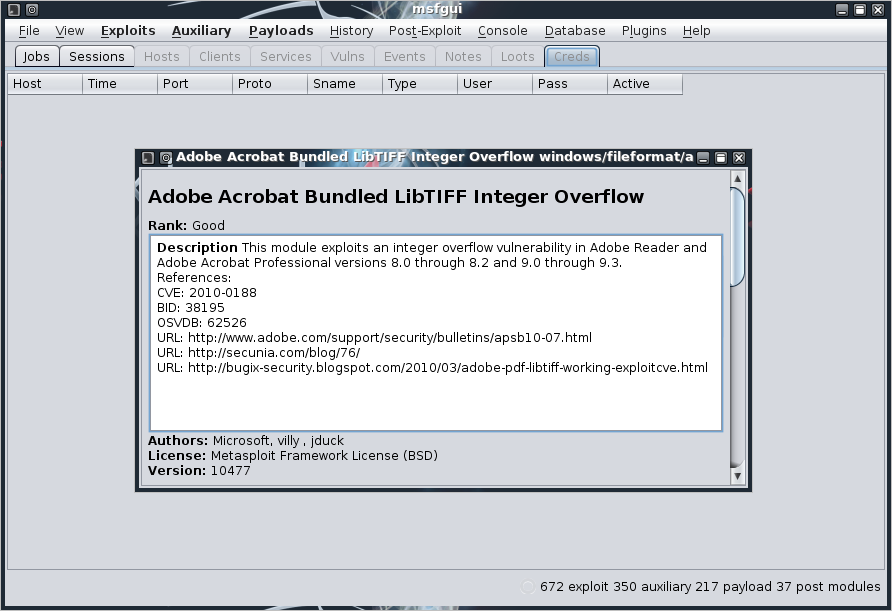 msfgui
File View Exploits Auxiliary Payloads History Post-Exploit Console Database Plugins Help
Jobs Sessions Hosts Clients Services Vulns Events Notes Loots Creds
Host Time Port Proto Sname Type User Pass Active
Adobe Acrobat Bundled LibTIFF Integer Overflow windows/fileformat/a
Adobe Acrobat Bundled LibTIFF Integer Overflow
Rank: Good
Description This module exploits an integer overflow vulnerability in Adobe Reader and
Adobe Acrobat Professional versions 8.0 through 8.2 and 9.0 through 9.3.
References:
CVE: 2010-0188
BID: 38195
OSVDB: 62526
URL: http://www.adobe.com/support/security/bulletins/apsb10-07.html
URL: http://secunia.com/blog/76/
URL: http://bugix-security.blogspot.com/2010/03/adobe-pdf-libtiff-working-exploitcve.html
Authors: Microsoft, villy , jduck
License: Metasploit Framework License (BSD)
Version: 10477
672 exploit 350 auxiliary 217 payload 37 post modules